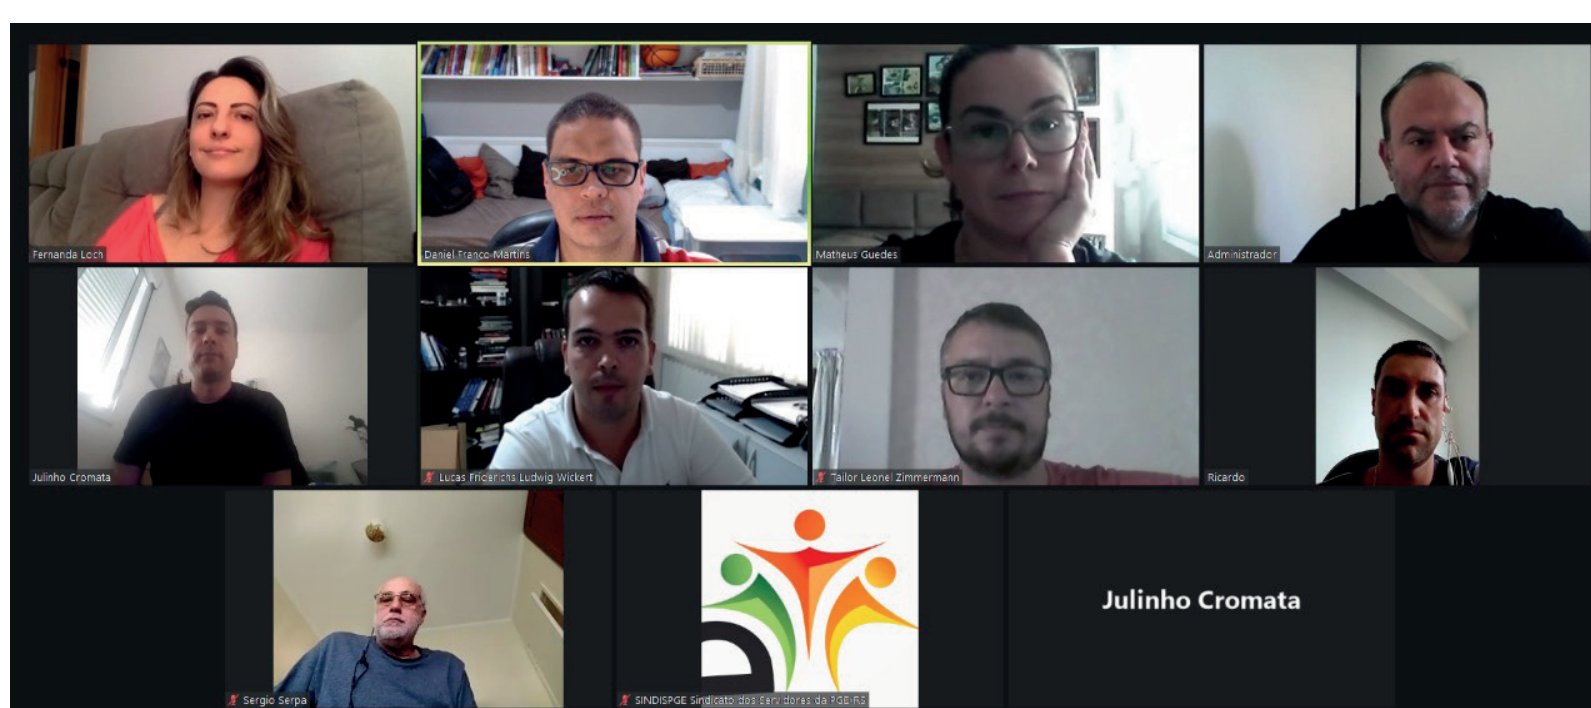 Fernanda Loch
Daniel Franco Martins
Matheus Guedes
Administrador
Julinho Cromata
Lucas Friderichs Ludwig Wickert
Tailor Leonel Zimmermann
Ricardo
Sergio Serpa
SINDISPGE Sindicato dos Servidores da PGE-RS
e
Julinho Cromata